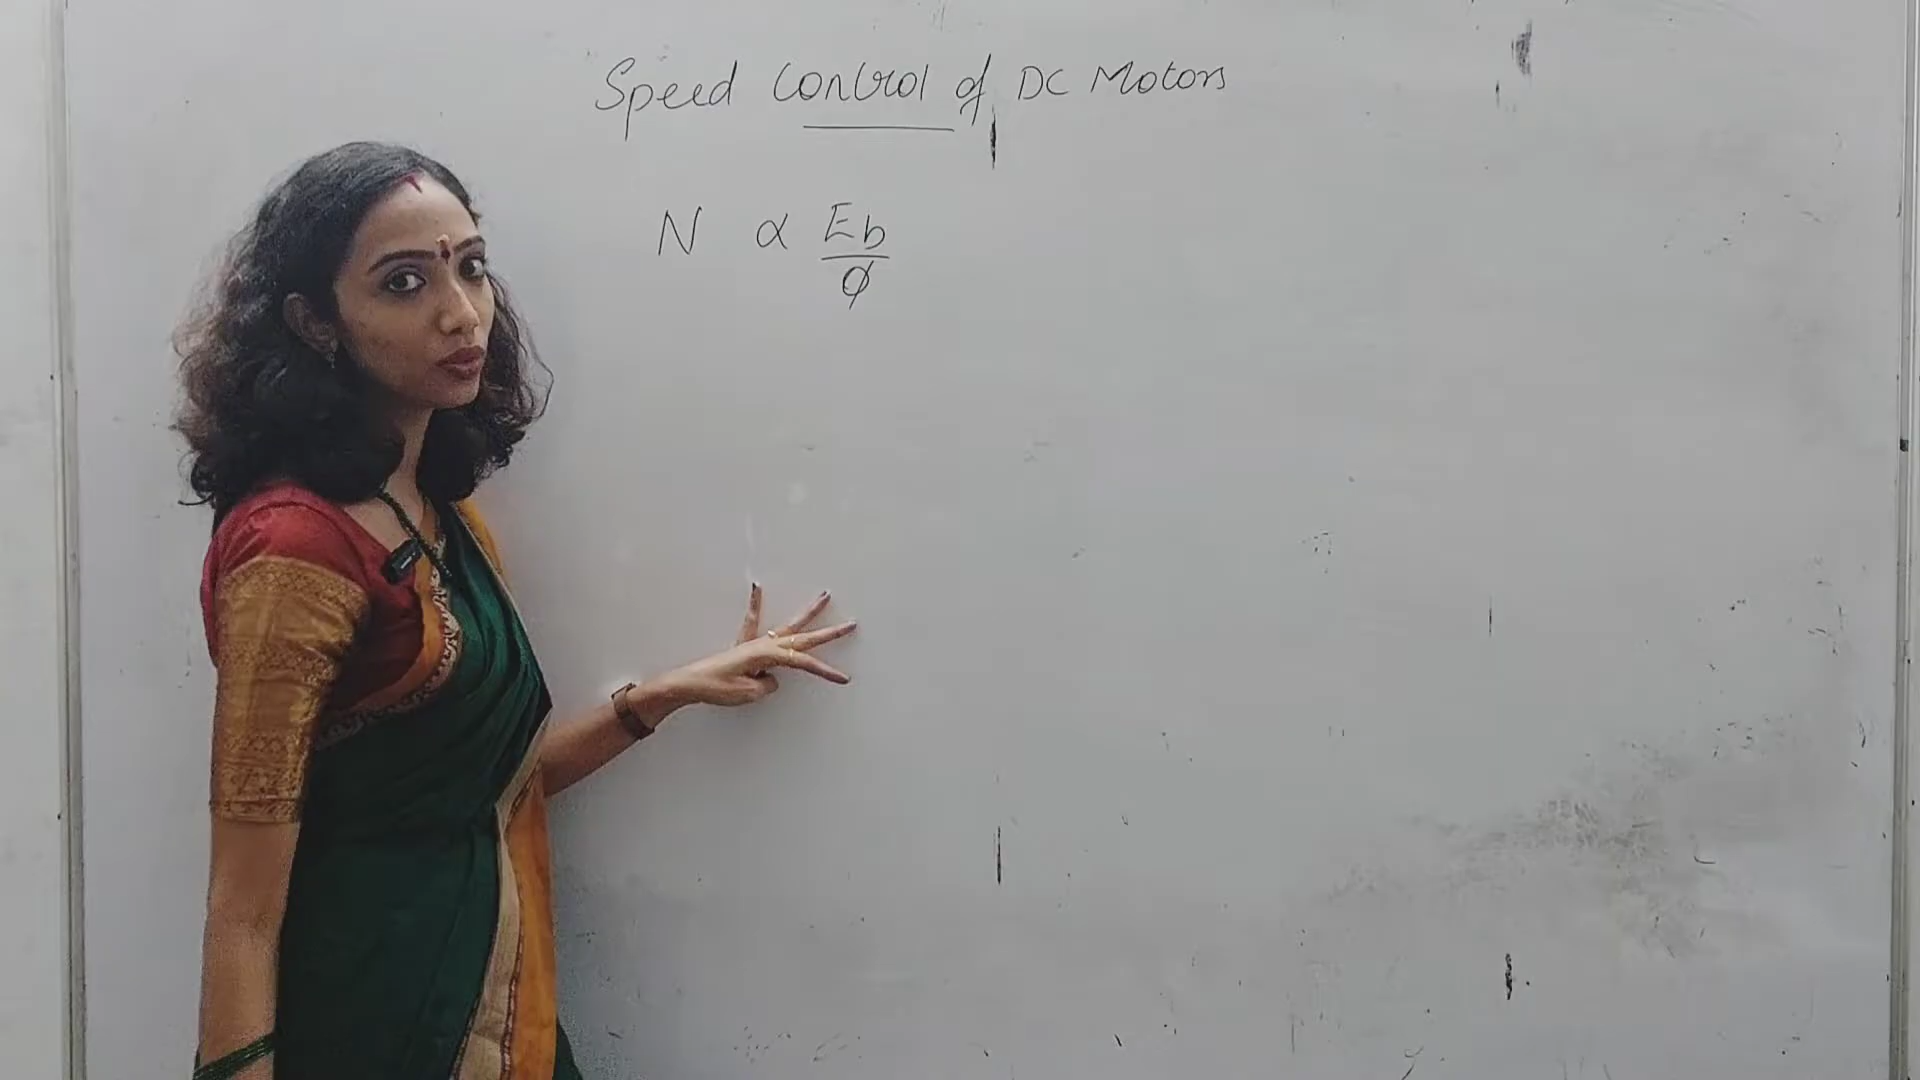 Speed Control of DC Motors
N ∝ Eb
ϕ